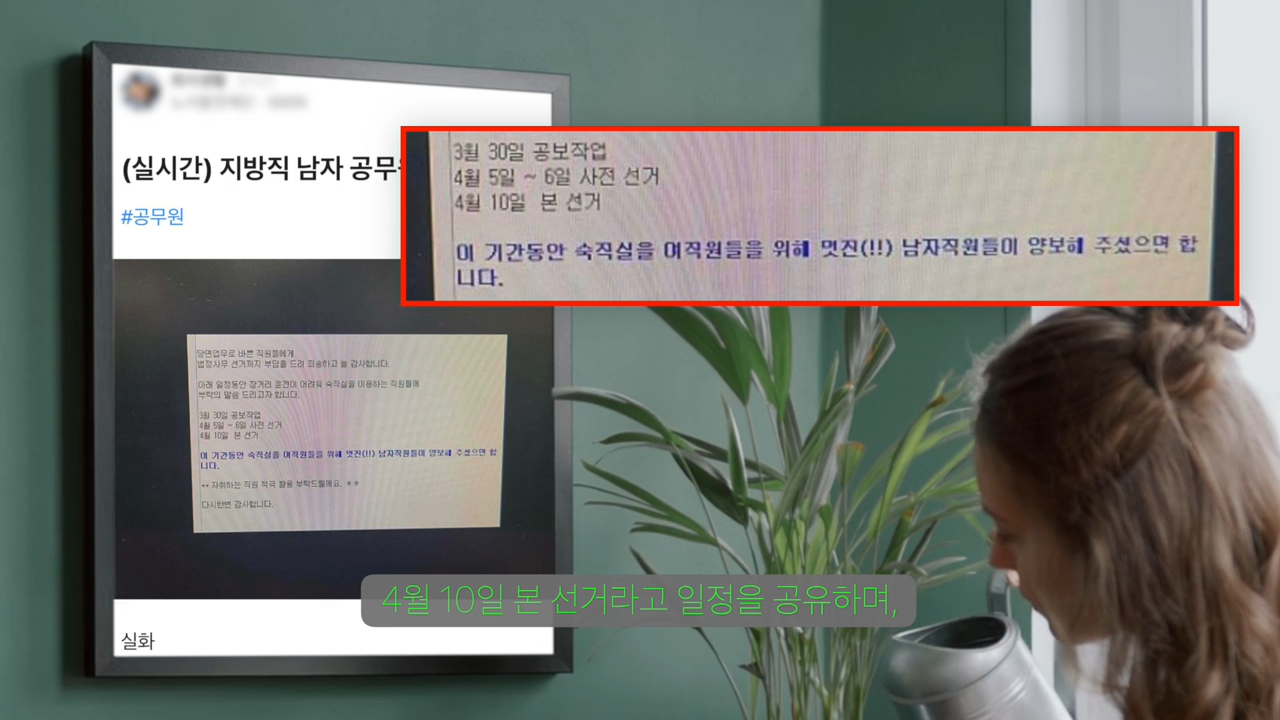 (실시간) 지방직 남자 공무
#공무원
3월 30일 공보작업
4월 5일 ~ 6일 사전 선거
4월 10일 본 선거
이 기간동안 숙직실을 여직원들을 위해 멋진(!!) 남자직원들이 양보해 주셨으면 합
니다.
당면업무로 바쁜 직원들에게
법정사무 선거까지 부담을 드려 죄송하고 늘 감사합니다.
아래 일정동안 장거리 운전이 어려워 숙직실을 이용하는 직원들께
부탁의 말씀 드리고자 합니다.
3월 30일 공보작업
4월 5일 ~ 6일 사전 선거
4월 10일 본 선거
이 기간동안 숙직실을 여직원들을 위해 멋진(!!) 남자직원들이 양보해 주셨으면 합
니다.
++ 자취하는 직원 적극 활용 부탁드릴께요. ㅎㅎ
다시한번 감사합니다.
4월 10일 본 선거라고 일정을 공유하며,
실화